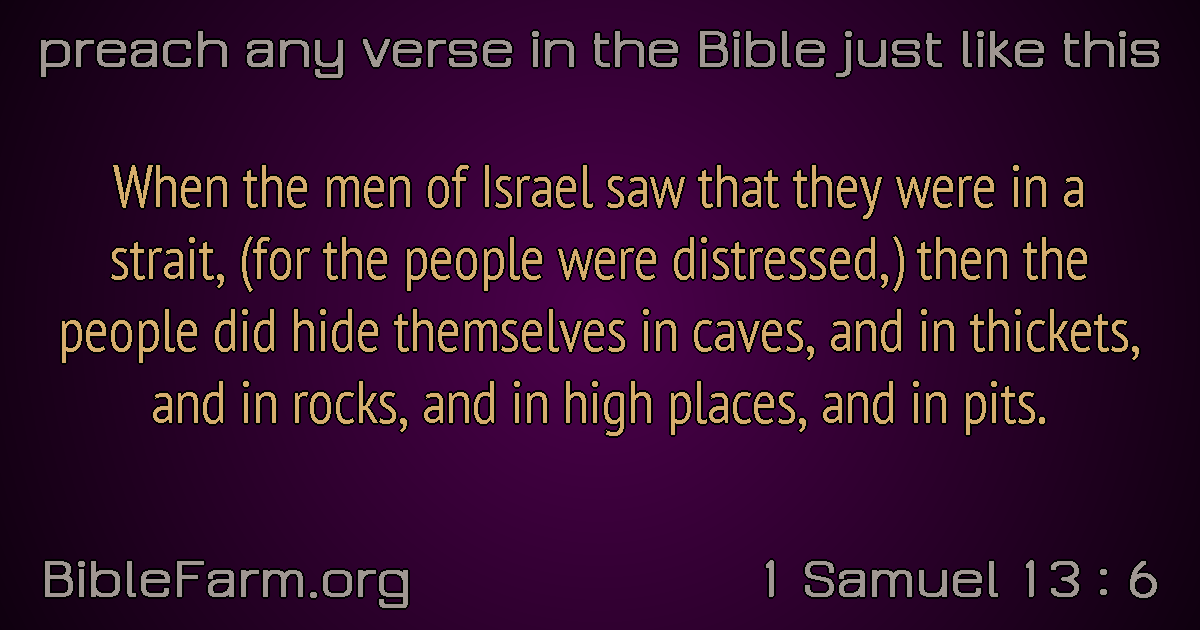 preach any verse in the Bible just like this
When the men of Israel saw that they were in a
strait, (for the people were distressed,) then the
people did hide themselves in caves, and in thickets,
and in rocks, and in high places, and in pits.
BibleFarm.org
1 Samuel 13 : 6